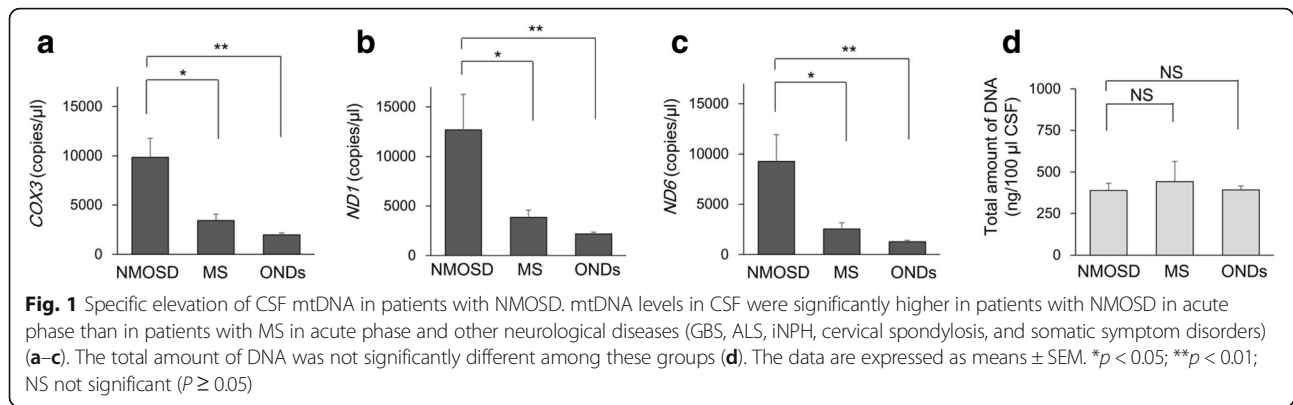 a
**
*
15000
10000
5000
0
COX3 (copies/µl)
NMOSD MS ONDs
b
**
*
15000
10000
5000
0
ND1 (copies/µl)
NMOSD MS ONDs
c
**
*
15000
10000
5000
0
ND6 (copies/µl)
NMOSD MS ONDs
d
NS
NS
1000
750
500
250
0
Total amount of DNA
(ng/100 µl CSF)
NMOSD MS ONDs
Fig. 1 Specific elevation of CSF mtDNA in patients with NMOSD. mtDNA levels in CSF were significantly higher in patients with NMOSD in acute
phase than in patients with MS in acute phase and other neurological diseases (GBS, ALS, iNPH, cervical spondylosis, and somatic symptom disorders)
(a–c). The total amount of DNA was not significantly different among these groups (d). The data are expressed as means ± SEM. *p < 0.05; **p < 0.01;
NS not significant (P ≥ 0.05)